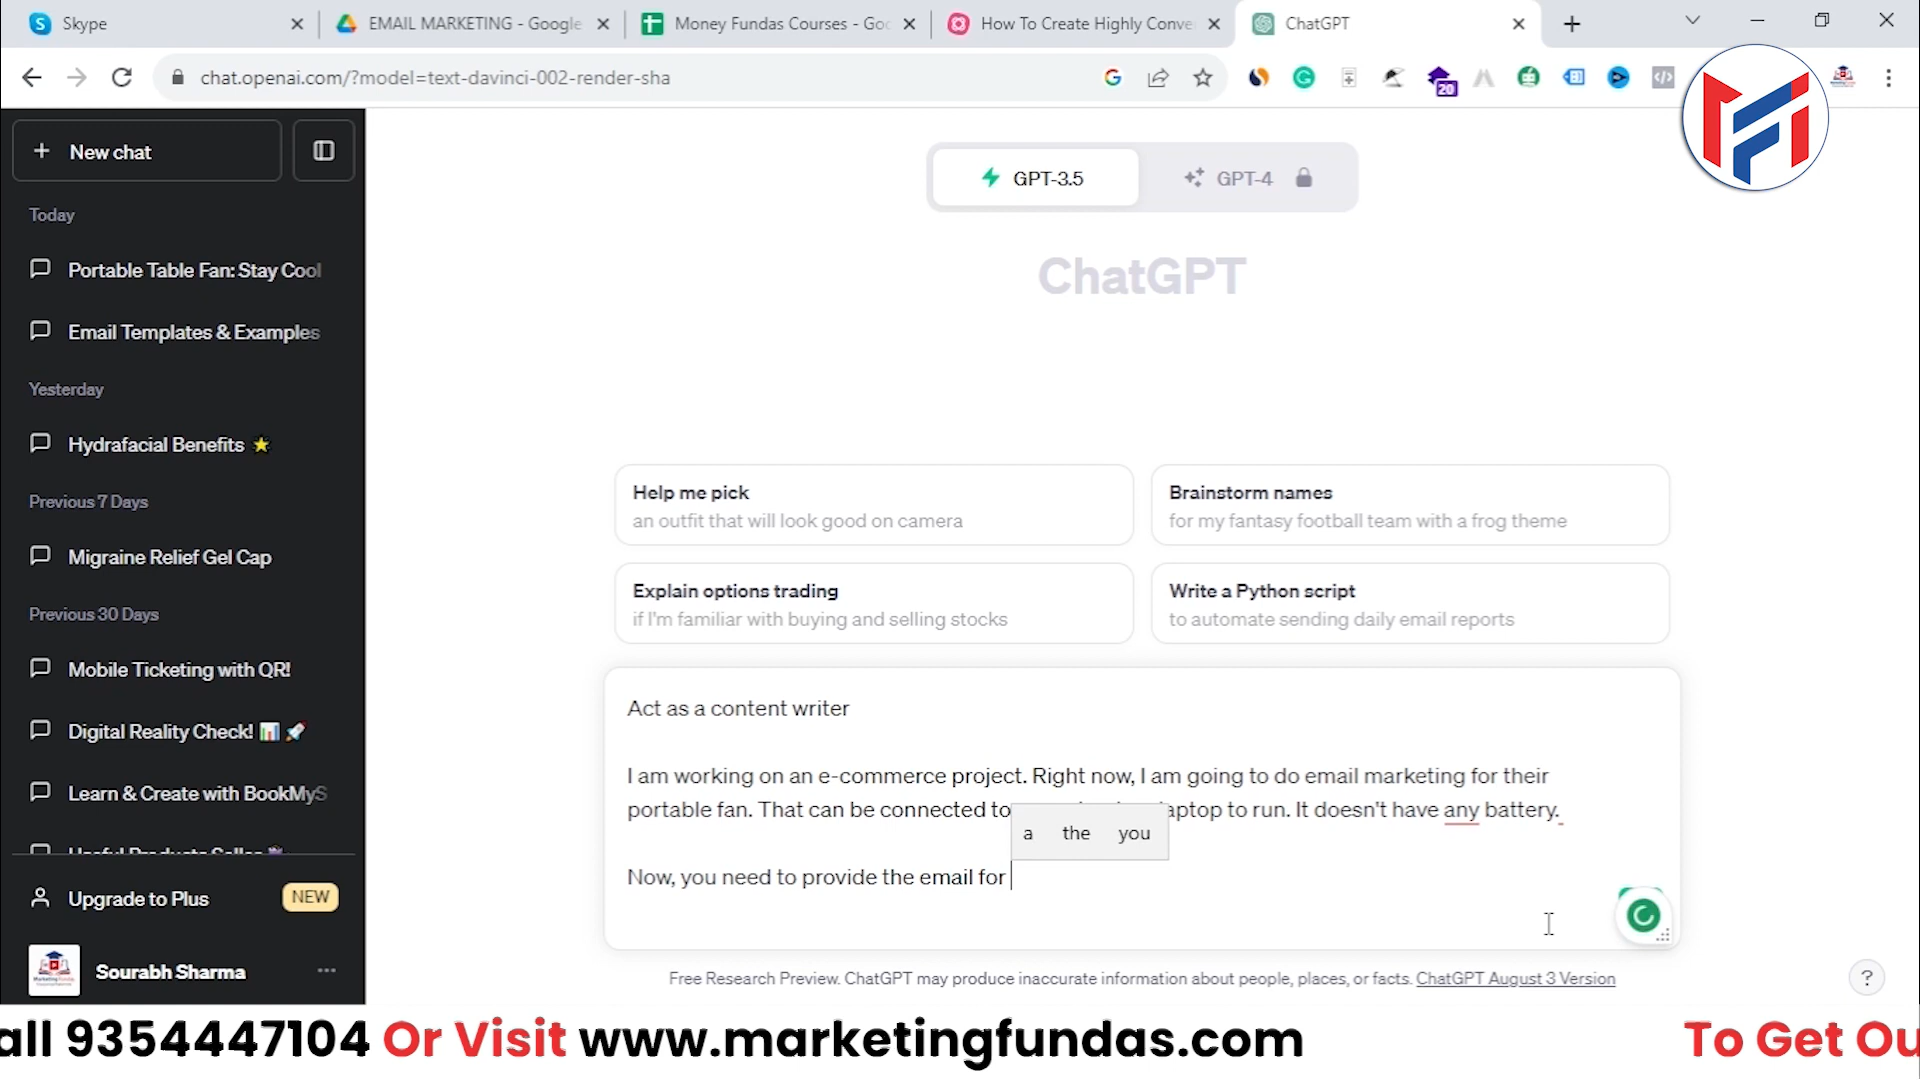 Skype
EMAIL MARKETING - Google
Money Fundas Courses - Goo
How To Create Highly Conve
ChatGPT
chat.openai.com/?model=text-davinci-002-render-sha
20
New chat
GPT-3.5
GPT-4
Today
ChatGPT
Portable Table Fan: Stay Cool
Email Templates & Examples
Yesterday
Hydrafacial Benefits
Previous 7 Days
Help me pick
an outfit that will look good on camera
Brainstorm names
for my fantasy football team with a frog theme
Migraine Relief Gel Cap
Explain options trading
if I'm familiar with buying and selling stocks
Write a Python script
to automate sending daily email reports
Previous 30 Days
Mobile Ticketing with QR!
Digital Reality Check!
Learn & Create with BookMyS
Act as a content writer
I am working on an e-commerce project. Right now, I am going to do email marketing for their
portable fan. That can be connected to laptop to run. It doesn't have any battery.
a the you
Now, you need to provide the email for
Upgrade to Plus
NEW
Sourabh Sharma
Free Research Preview. ChatGPT may produce inaccurate information about people, places, or facts. ChatGPT August 3 Version
?
all 9354447104 Or Visit www.marketingfundas.com To Get Ou